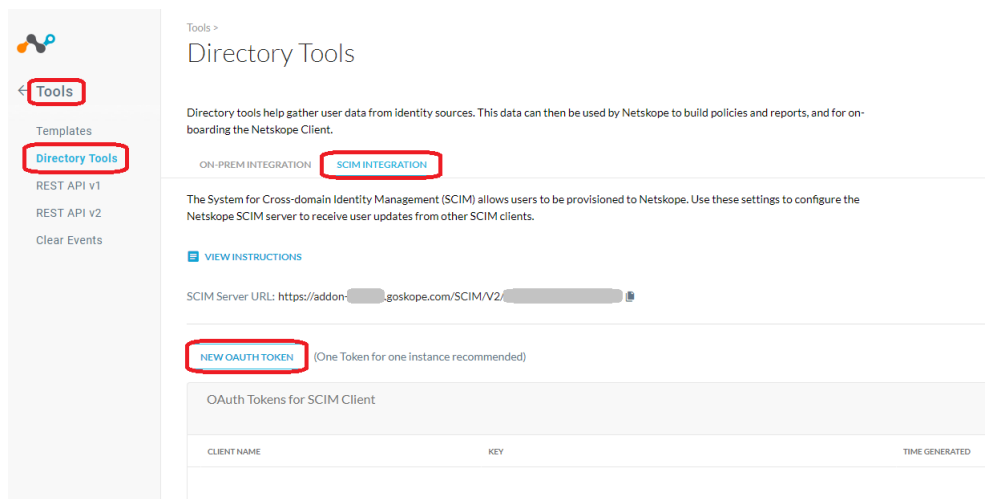 Tools >
Directory Tools
Tools
Templates
Directory Tools
REST API v1
REST API v2
Clear Events
Directory tools help gather user data from identity sources. This data can then be used by Netskope to build policies and reports, and for on-
boarding the Netskope Client.
ON-PREM INTEGRATION SCIM INTEGRATION
The System for Cross-domain Identity Management (SCIM) allows users to be provisioned to Netskope. Use these settings to configure the
Netskope SCIM server to receive user updates from other SCIM clients.
VIEW INSTRUCTIONS
SCIM Server URL: https://addon- .goskope.com/SCIM/V2/
NEW OAUTH TOKEN (One Token for one instance recommended)
OAuth Tokens for SCIM Client
CLIENT NAME KEY TIME GENERATED